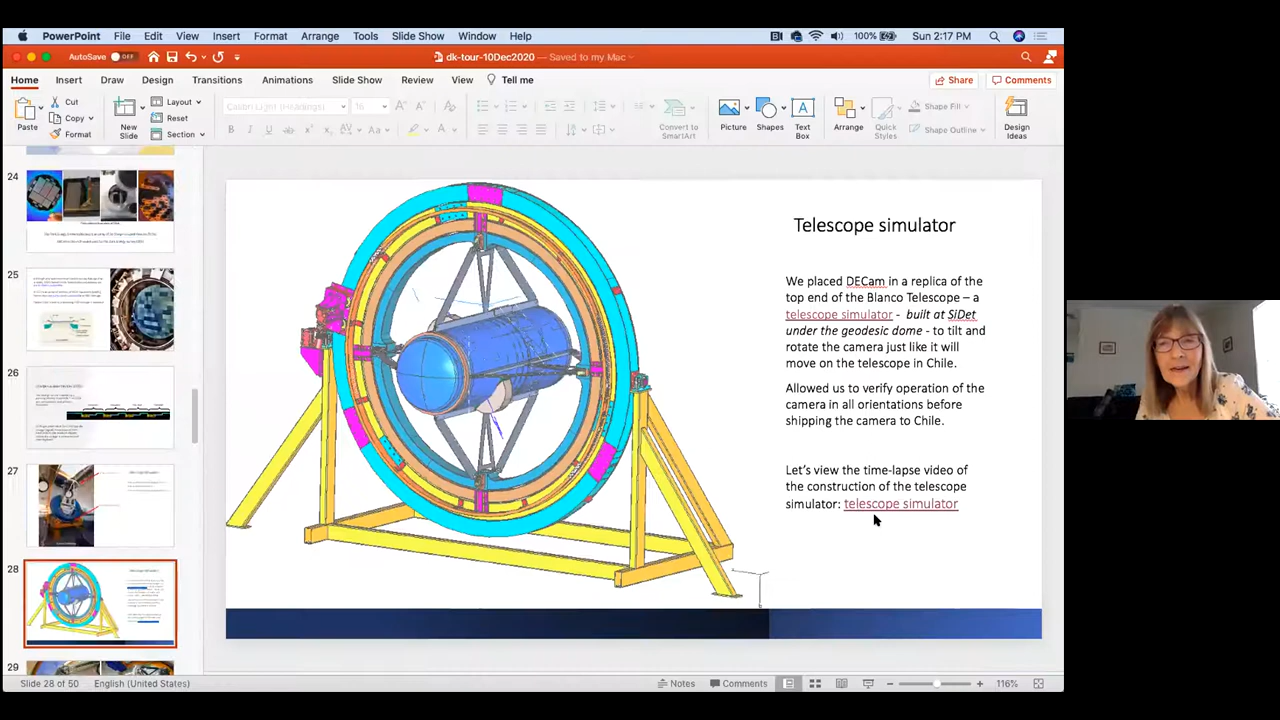 PowerPoint File Edit View Insert Format Arrange Tools Slide Show Window Help 100% Sun 2:17 PM
AutoSave OFF dk-tour-10Dec2020 — Saved to my Mac
Home Insert Draw Design Transitions Animations Slide Show Review View Tell me Share Comments
Paste
Cut
Copy
Format
New
Slide
Layout
Reset
Section
Calibri Light (Headings) 16
Convert to
SmartArt
Picture
Shapes
Text
Box
Arrange
Quick
Styles
Shape Fill
Shape Outline
Design
Ideas
24
25
26
27
28
29
Telescope simulator
We placed DECam in a replica of the
top end of the Blanco Telescope – a
telescope simulator - built at SiDet
under the geodesic dome - to tilt and
rotate the camera just like it will
move on the telescope in Chile.
Allowed us to verify operation of the
camera in all orientations before
shipping the camera to Chile.
Let's view the time-lapse video of
the construction of the telescope
simulator: telescope simulator
Slide 28 of 50 English (United States) Notes Comments 116%